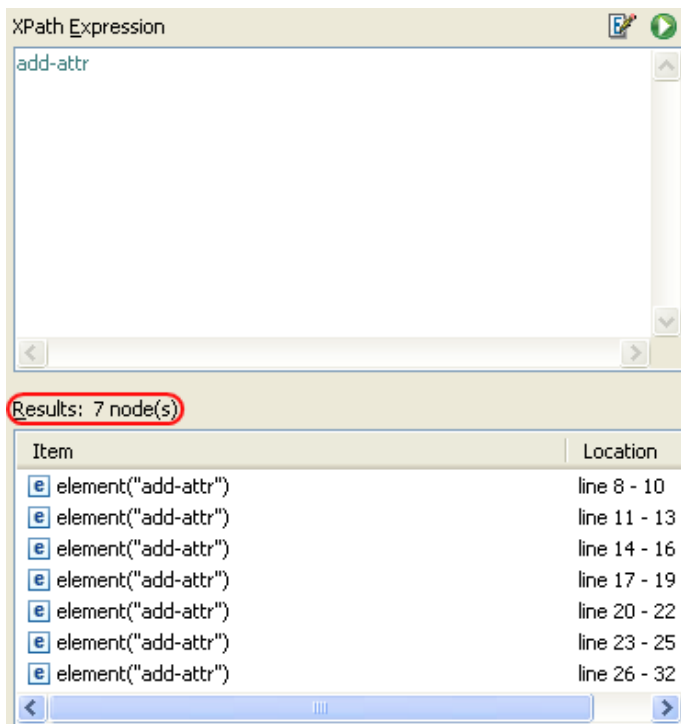 XPath Expression
add-attr
Results: 7 node(s)
Item Location
element("add-attr") line 8 - 10
element("add-attr") line 11 - 13
element("add-attr") line 14 - 16
element("add-attr") line 17 - 19
element("add-attr") line 20 - 22
element("add-attr") line 23 - 25
element("add-attr") line 26 - 32